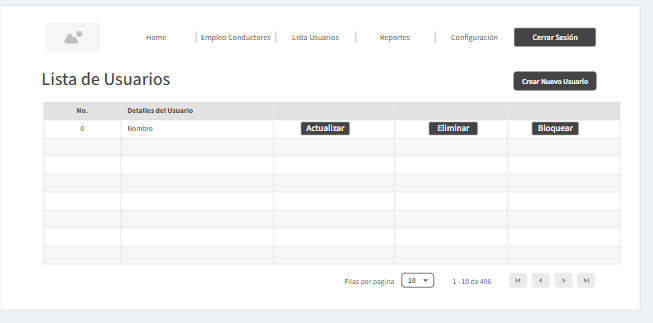 Home | Empleo Conductores | Lista Usuarios | Reportes | Configuración Cerrar Sesión
Lista de Usuarios Crear Nuevo Usuario
No. Detalles del Usuario
0 Nombre Actualizar Eliminar Bloquear
Filas por pagina 10 1 - 10 de 406